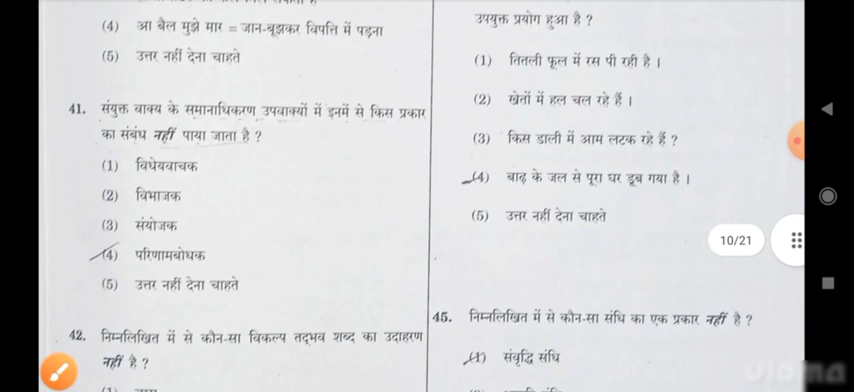 (4) आ बैल मुझे मार = जान-बूझकर विपत्ति में पड़ना
(5) उत्तर नहीं देना चाहते
41. संयुक्त वाक्य के समानाधिकरण उपवाक्यों में इनमें से किस प्रकार
का संबंध नहीं पाया जाता है ?
(1) विधेयवाचक
(2) विभाजक
(3) संयोजक
(4) परिणामबोधक
(5) उत्तर नहीं देना चाहते
42. निम्नलिखित में से कौन-सा विकल्प तद्भव शब्द का उदाहरण
नहीं है ?
उपयुक्त प्रयोग हुआ है ?
(1) तितली फूल में रस पी रही है ।
(2) खेतों में हल चल रहे हैं ।
(3) किस डाली में आम लटक रहे हैं ?
(4) बाढ़ के जल से पूरा घर डूब गया है ।
(5) उत्तर नहीं देना चाहते
10/21
45. निम्नलिखित में से कौन-सा संधि का एक प्रकार नहीं है ?
(1) संवृद्धि संधि